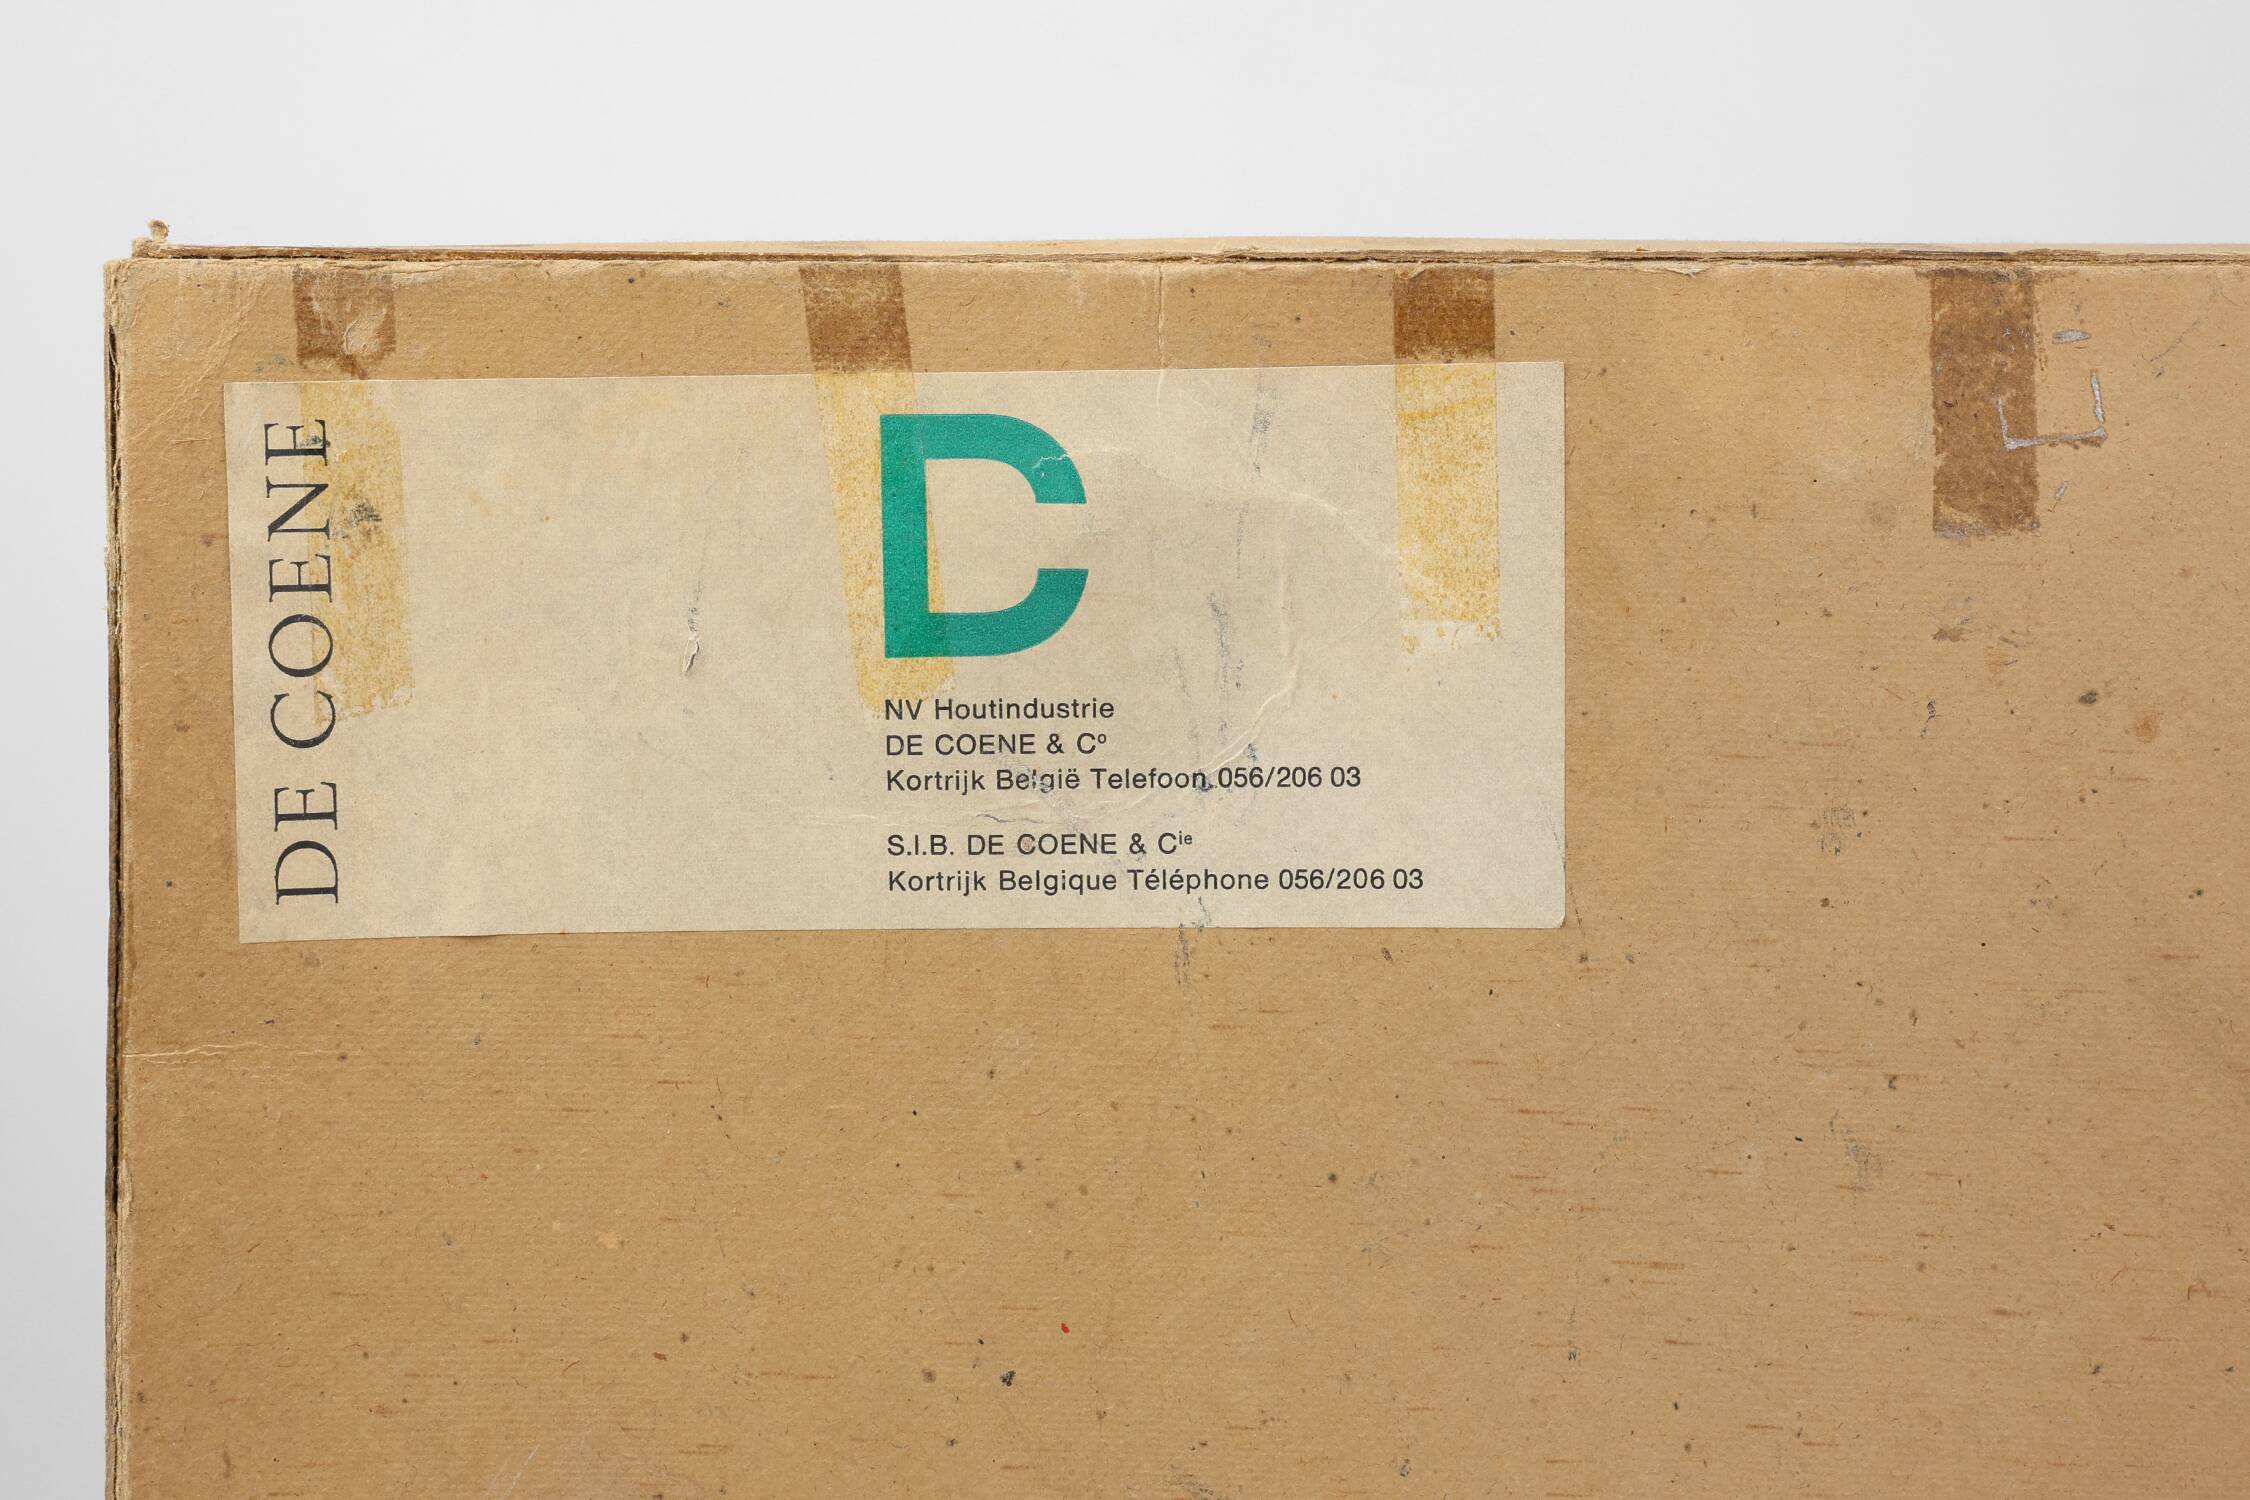 DE COENE
D
NV Houtindustrie
DE COENE & Cº
Kortrijk België Telefoon 056/206 03
S.I.B. DE COENE & Cⁱᵉ
Kortrijk Belgique Téléphone 056/206 03